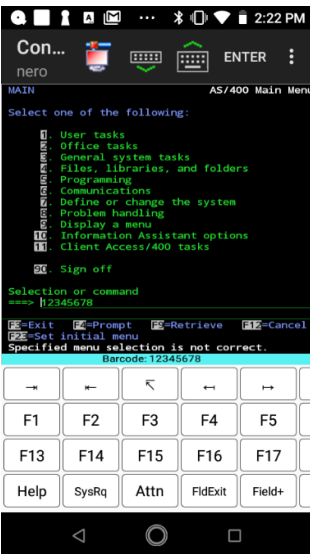 2:22 PM
Con...
nero
ENTER
MAIN AS/400 Main Menu
Select one of the following:
1. User tasks
2. Office tasks
3. General system tasks
4. Files, libraries, and folders
5. Programming
6. Communications
7. Define or change the system
8. Problem handling
9. Display a menu
10. Information Assistant options
11. Client Access/400 tasks
90. Sign off
Selection or command
===> 12345678
F3=Exit F4=Prompt F9=Retrieve F12=Cancel
F23=Set initial menu
Specified menu selection is not correct.
Barcode: 12345678
F1 F2 F3 F4 F5
F13 F14 F15 F16 F17
Help SysRq Attn FldExit Field+